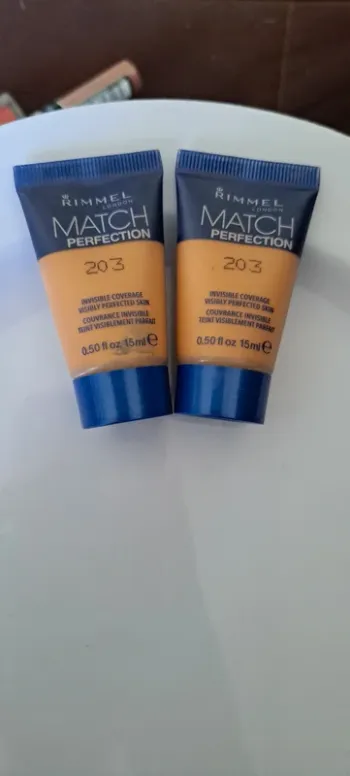 RIMMEL
LONDON
MATCH
PERFECTION
203
INVISIBLE COVERAGE
VISIBLY PERFECTED SKIN
COUVRANCE INVISIBLE
TEINT VISIBLEMENT PARFAIT
0.50 fl oz 15ml℮
RIMMEL
LONDON
MATCH
PERFECTION
203
INVISIBLE COVERAGE
VISIBLY PERFECTED SKIN
COUVRANCE INVISIBLE
TEINT VISIBLEMENT PARFAIT
0.50 fl oz 15ml℮